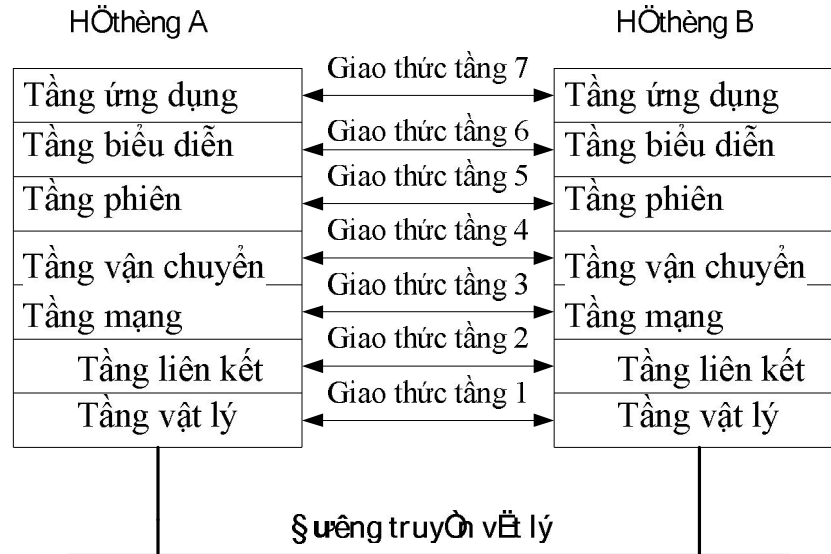 HÖthèng A
HÖthèng B
Giao thức tầng 7
Tầng ứng dụng
Tầng ứng dụng
Giao thức tầng 6
Tầng biểu diễn
Tầng biểu diễn
Giao thức tầng 5
Tầng phiên
Tầng phiên
Giao thức tầng 4
Tầng vận chuyển
Tầng vận chuyển
Giao thức tầng 3
Tầng mạng
Tầng mạng
Giao thức tầng 2
Tầng liên kết
Tầng liên kết
Giao thức tầng 1
Tầng vật lý
Tầng vật lý
§ưêng truyÒn vËt lý